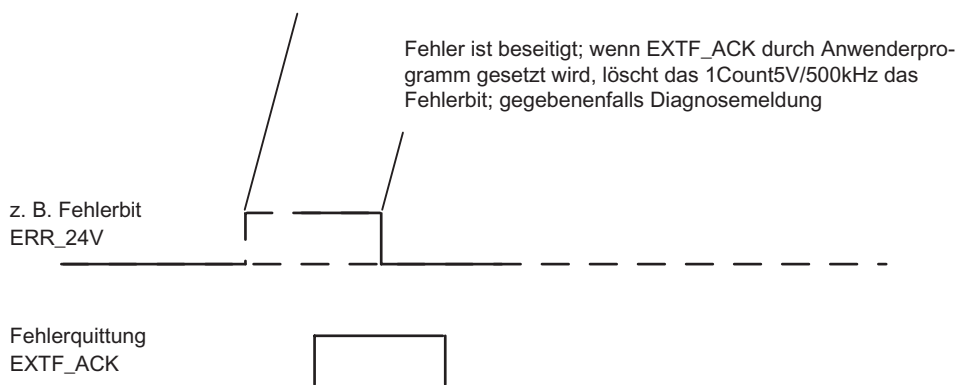 Fehler ist beseitigt; wenn EXTF_ACK durch Anwenderpro-
gramm gesetzt wird, löscht das 1Count5V/500kHz das
Fehlerbit; gegebenenfalls Diagnosemeldung
z. B. Fehlerbit
ERR_24V
Fehlerquittung
EXTF_ACK